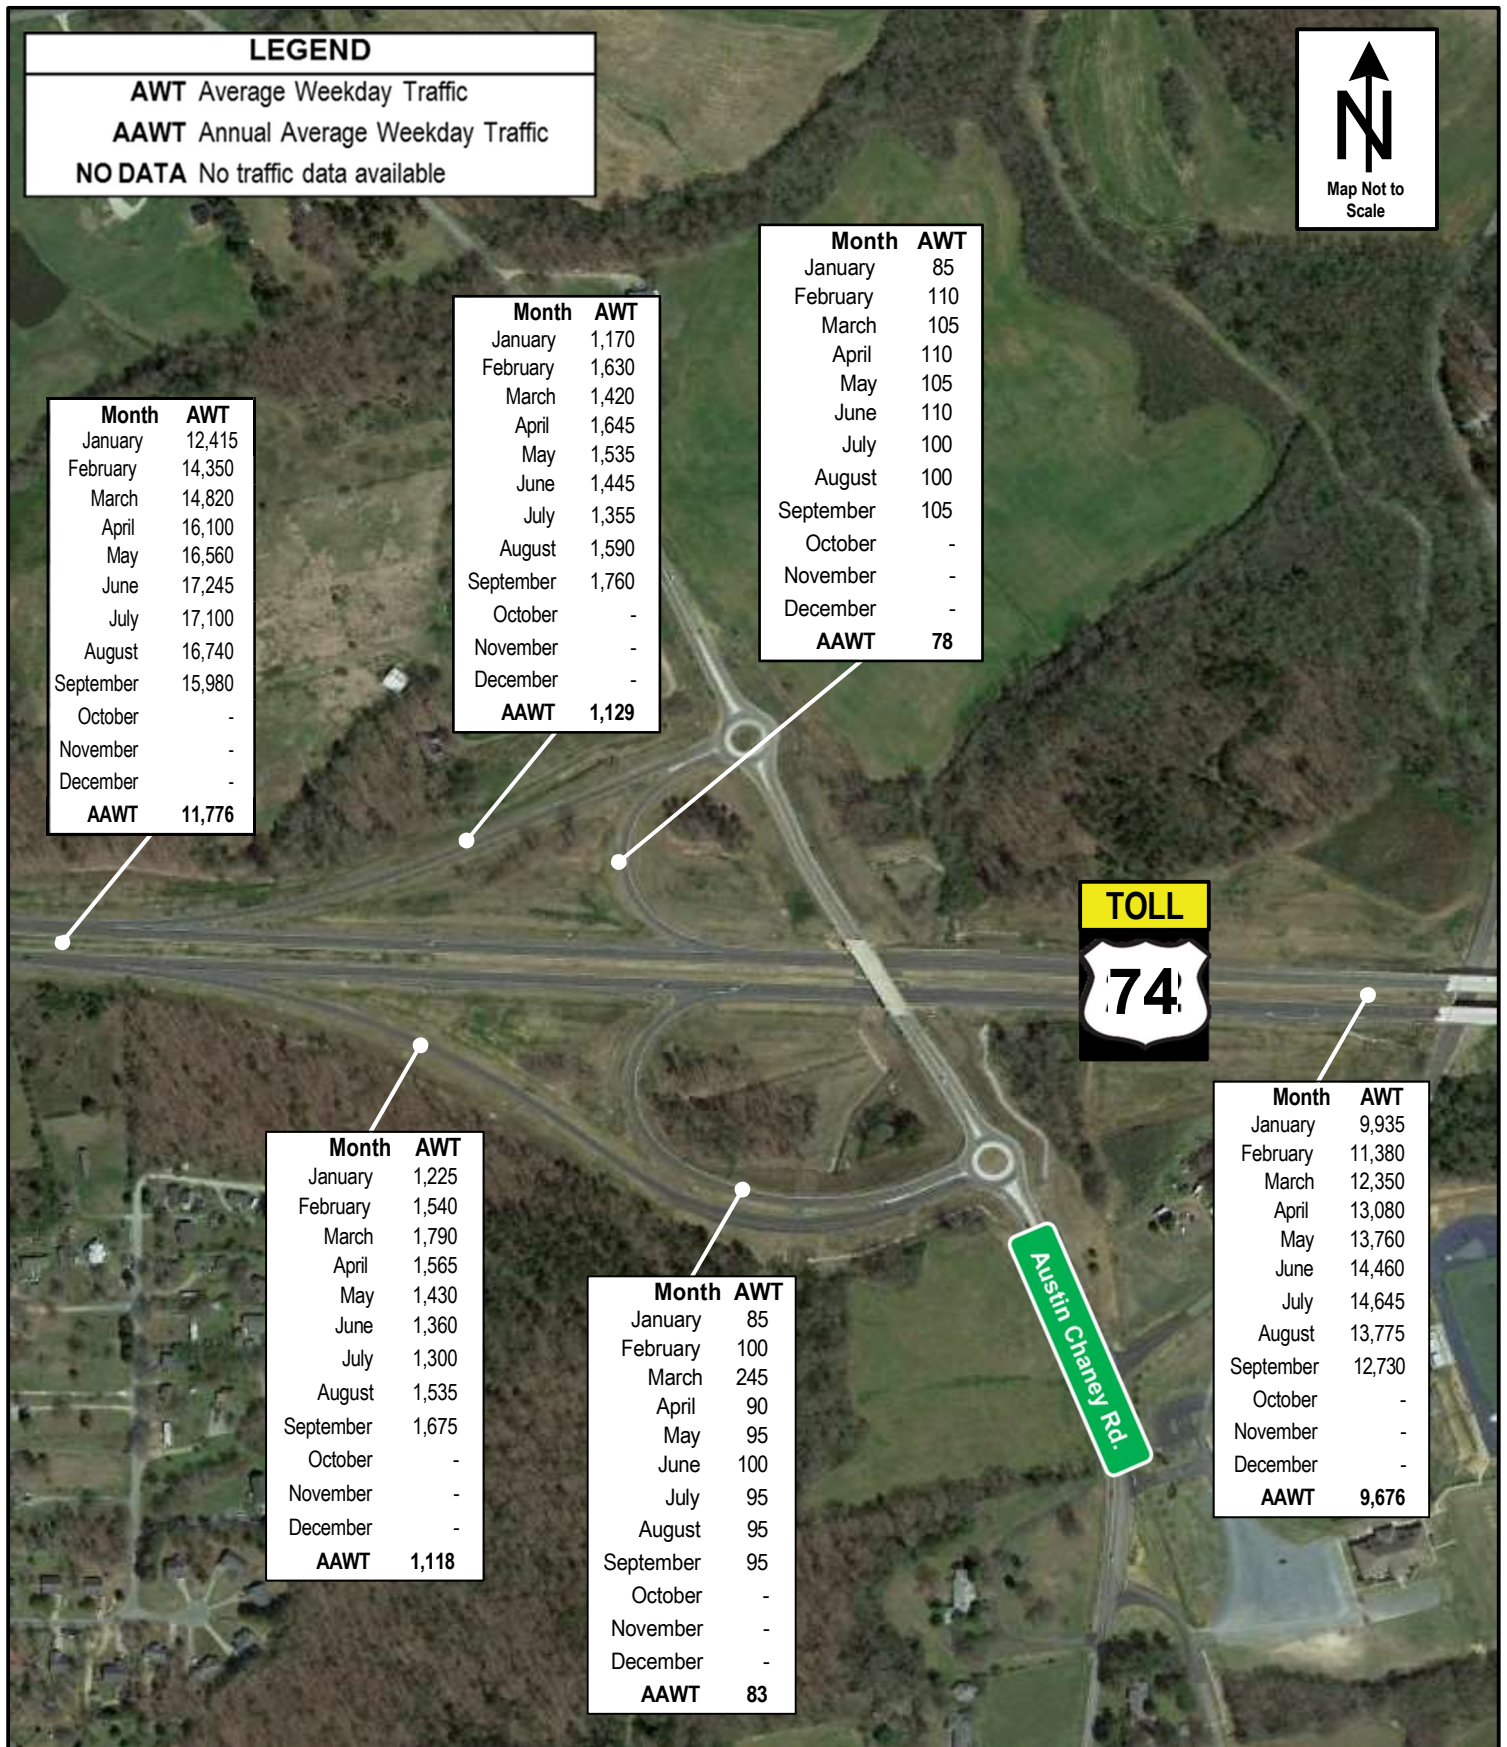 LEGEND
AWT Average Weekday Traffic
AAWT Annual Average Weekday Traffic
NO DATA No traffic data available
N
Map Not to
Scale
Month AWT
January 85
February 110
March 105
April 110
May 105
June 110
July 100
August 100
September 105
October -
November -
December -
AAWT 78
Month AWT
January 1,170
February 1,630
March 1,420
April 1,645
May 1,535
June 1,445
July 1,355
August 1,590
September 1,760
October -
November -
December -
AAWT 1,129
Month AWT
January 12,415
February 14,350
March 14,820
April 16,100
May 16,560
June 17,245
July 17,100
August 16,740
September 15,980
October -
November -
December -
AAWT 11,776
TOLL
74
Month AWT
January 9,935
February 11,380
March 12,350
April 13,080
May 13,760
June 14,460
July 14,645
August 13,775
September 12,730
October -
November -
December -
AAWT 9,676
Month AWT
January 1,225
February 1,540
March 1,790
April 1,565
May 1,430
June 1,360
July 1,300
August 1,535
September 1,675
October -
November -
December -
AAWT 1,118
Austin Chaney Rd.
Month AWT
January 85
February 100
March 245
April 90
May 95
June 100
July 95
August 95
September 95
October -
November -
December -
AAWT 83